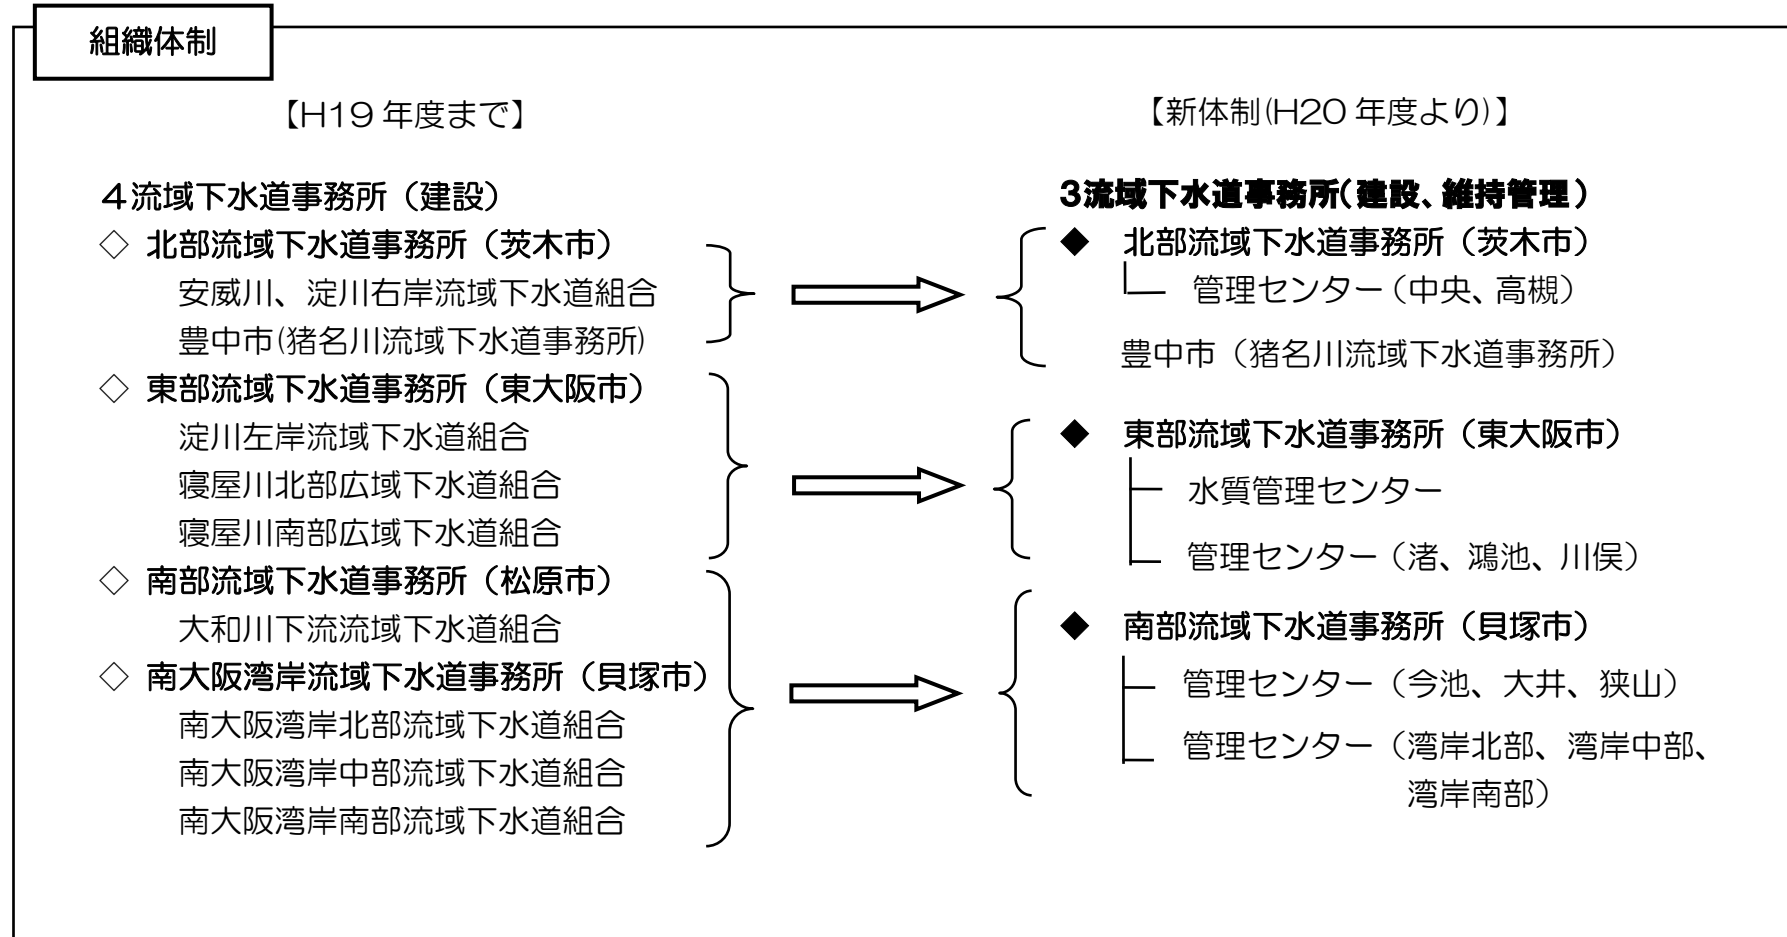 組織体制
【H19年度まで】
4流域下水道事務所（建設）
◇ 北部流域下水道事務所（茨木市）
安威川、淀川右岸流域下水道組合
豊中市(猪名川流域下水道事務所)
◇ 東部流域下水道事務所（東大阪市）
淀川左岸流域下水道組合
寝屋川北部広域下水道組合
寝屋川南部広域下水道組合
◇ 南部流域下水道事務所（松原市）
大和川下流流域下水道組合
◇ 南大阪湾岸流域下水道事務所（貝塚市）
南大阪湾岸北部流域下水道組合
南大阪湾岸中部流域下水道組合
南大阪湾岸南部流域下水道組合
【新体制(H20年度より)】
3流域下水道事務所（建設、維持管理）
◆ 北部流域下水道事務所（茨木市）
管理センター（中央、高槻）
豊中市（猪名川流域下水道事務所）
◆ 東部流域下水道事務所（東大阪市）
水質管理センター
管理センター（渚、鴻池、川俣）
◆ 南部流域下水道事務所（貝塚市）
管理センター（今池、大井、狭山）
管理センター（湾岸北部、湾岸中部、
湾岸南部）